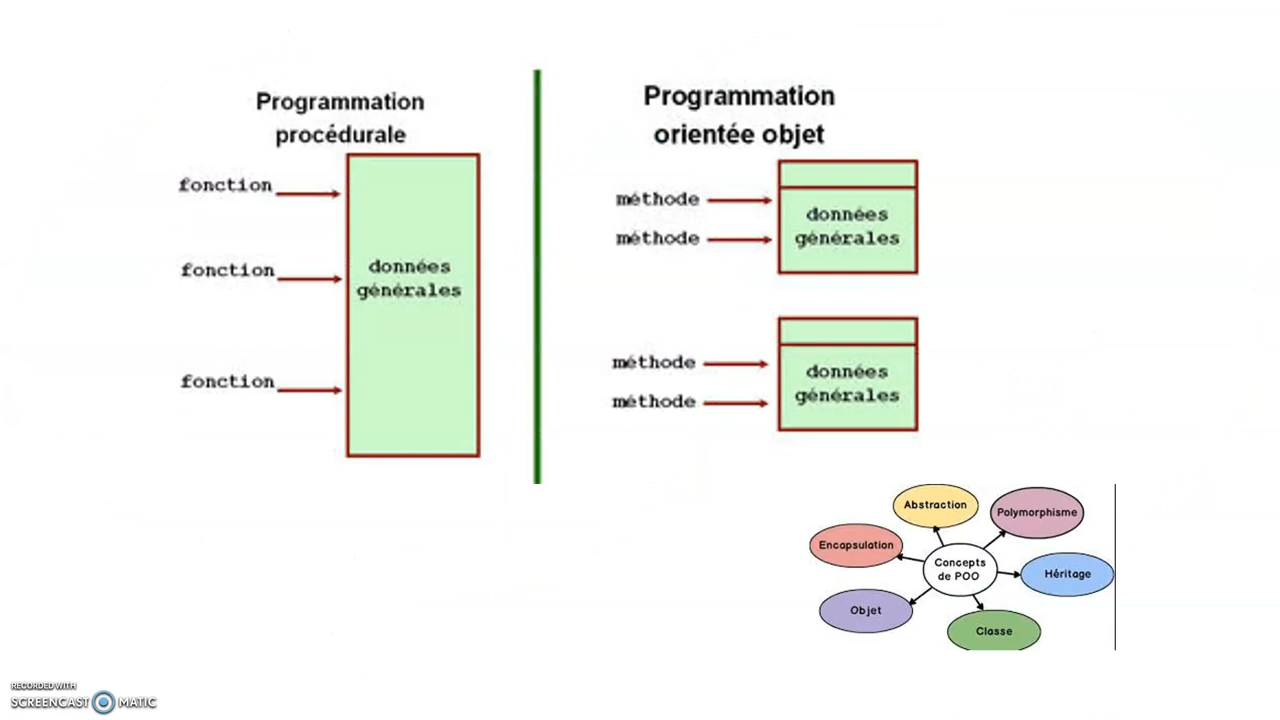 Programmation
procédurale
fonction
fonction
fonction
données
générales
Programmation
orientée objet
méthode
méthode
données
générales
méthode
méthode
données
générales
Abstraction
Polymorphisme
Encapsulation
Concepts
de POO
Héritage
Objet
Classe
RECORDED WITH
SCREENCAST MATIC